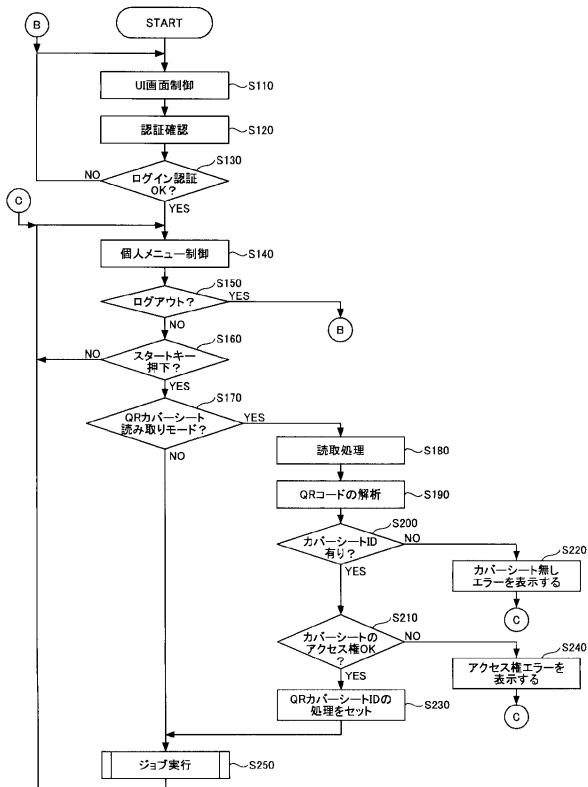 START
B
UI画面制御
S110
認証確認
S120
S130
ログイン認証
OK？
NO
YES
C
個人メニュー制御
S140
S150
ログアウト？
YES
NO
B
S160
スタートキー
押下？
NO
YES
S170
QRカバーシート
読み取りモード？
YES
NO
読取処理
S180
QRコードの解析
S190
S200
カバーシートID
有り？
NO
YES
S220
カバーシート無し
エラーを表示する
C
S210
カバーシートの
アクセス権OK
？
NO
YES
S240
アクセス権エラーを
表示する
C
QRカバーシートIDの
処理をセット
S230
ジョブ実行
S250